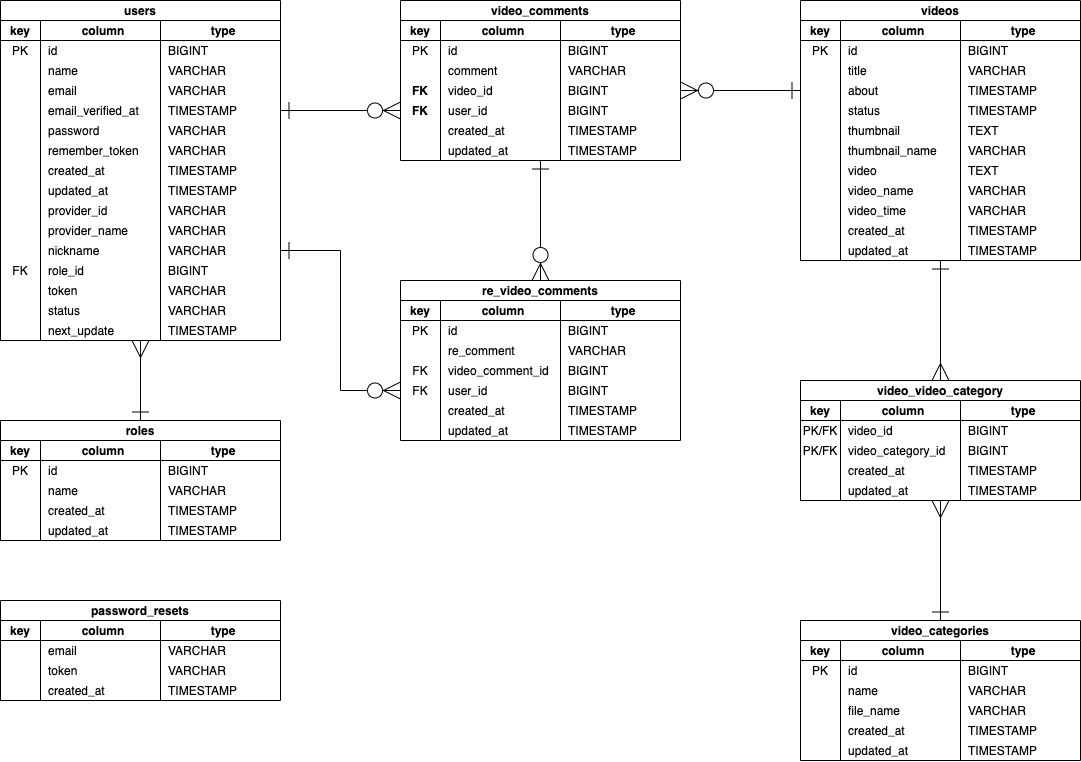 users
key column type
PK id BIGINT
name VARCHAR
email VARCHAR
email_verified_at TIMESTAMP
password VARCHAR
remember_token VARCHAR
created_at TIMESTAMP
updated_at TIMESTAMP
provider_id VARCHAR
provider_name VARCHAR
nickname VARCHAR
FK role_id BIGINT
token VARCHAR
status VARCHAR
next_update TIMESTAMP
video_comments
key column type
PK id BIGINT
comment VARCHAR
FK video_id BIGINT
FK user_id BIGINT
created_at TIMESTAMP
updated_at TIMESTAMP
videos
key column type
PK id BIGINT
title VARCHAR
about TIMESTAMP
status TIMESTAMP
thumbnail TEXT
thumbnail_name VARCHAR
video TEXT
video_name VARCHAR
video_time VARCHAR
created_at TIMESTAMP
updated_at TIMESTAMP
re_video_comments
key column type
PK id BIGINT
re_comment VARCHAR
FK video_comment_id BIGINT
FK user_id BIGINT
created_at TIMESTAMP
updated_at TIMESTAMP
video_video_category
key column type
PK/FK video_id BIGINT
PK/FK video_category_id BIGINT
created_at TIMESTAMP
updated_at TIMESTAMP
roles
key column type
PK id BIGINT
name VARCHAR
created_at TIMESTAMP
updated_at TIMESTAMP
password_resets
key column type
email VARCHAR
token VARCHAR
created_at TIMESTAMP
video_categories
key column type
PK id BIGINT
name VARCHAR
file_name VARCHAR
created_at TIMESTAMP
updated_at TIMESTAMP